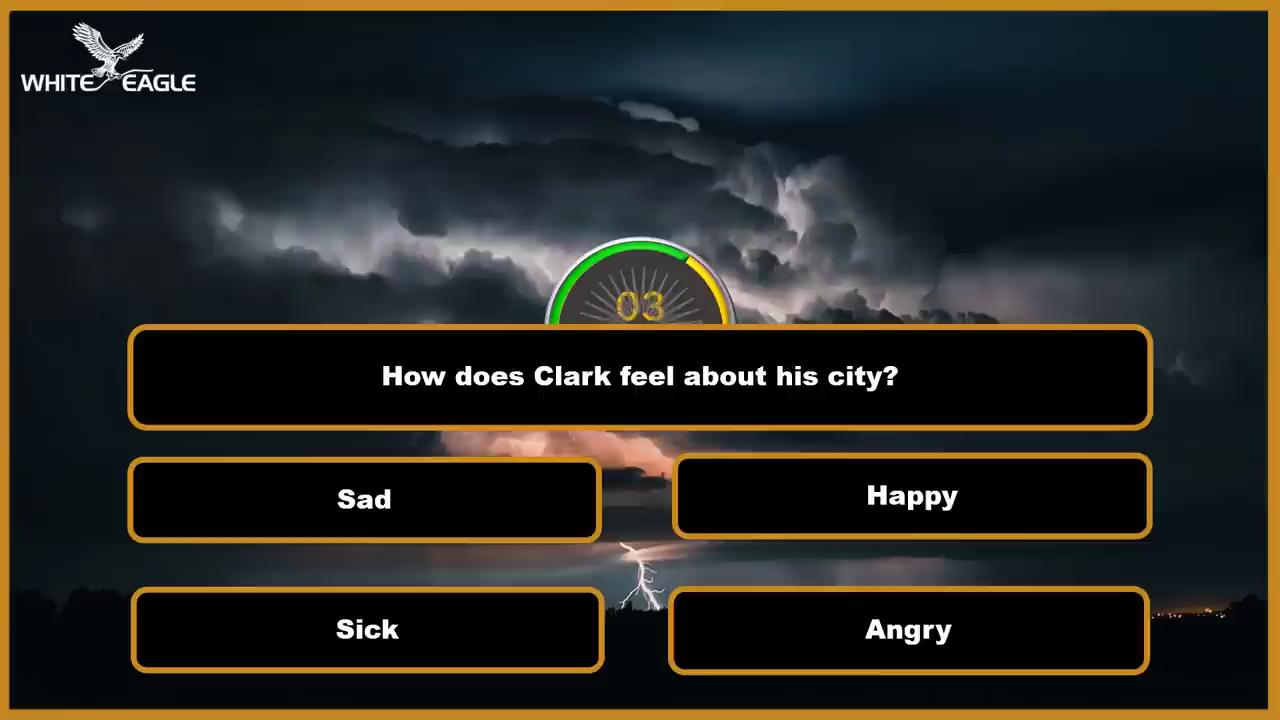 WHITE EAGLE
03
How does Clark feel about his city?
Sad
Happy
Sick
Angry